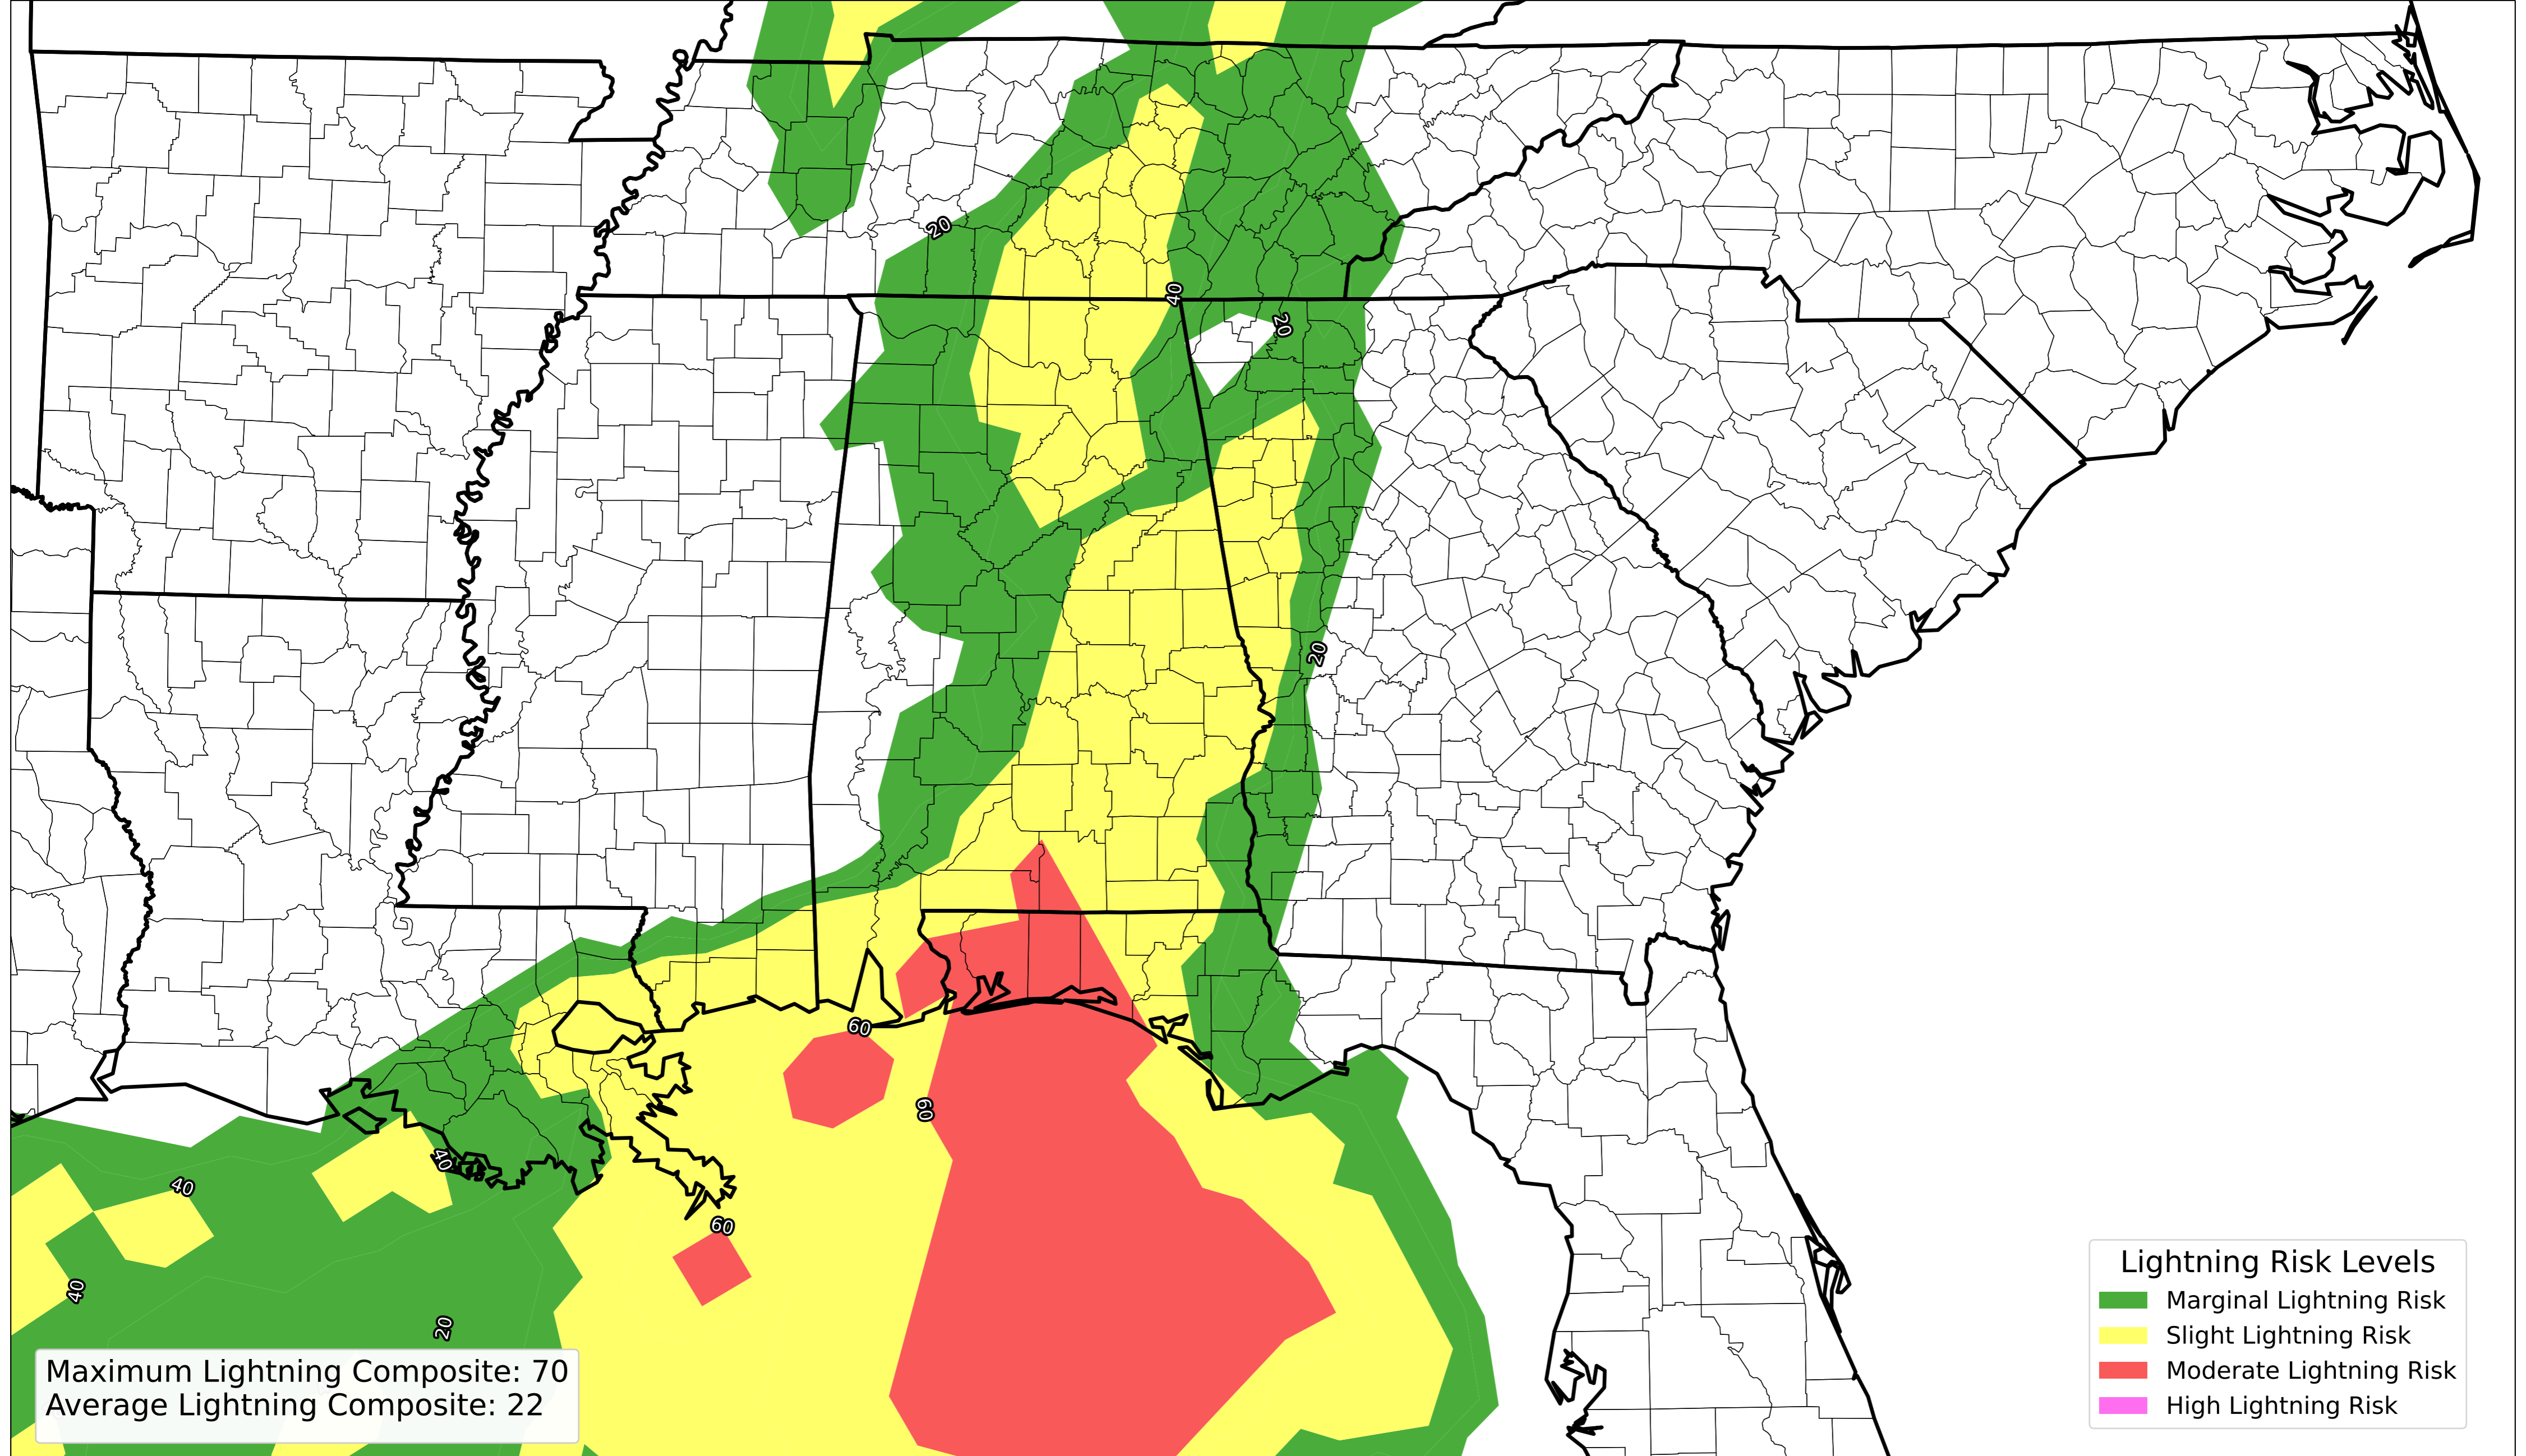 20
40
20
20
60
60
40
40
60
40
20
Lightning Risk Levels
Marginal Lightning Risk
Slight Lightning Risk
Moderate Lightning Risk
High Lightning Risk
Maximum Lightning Composite: 70
Average Lightning Composite: 22